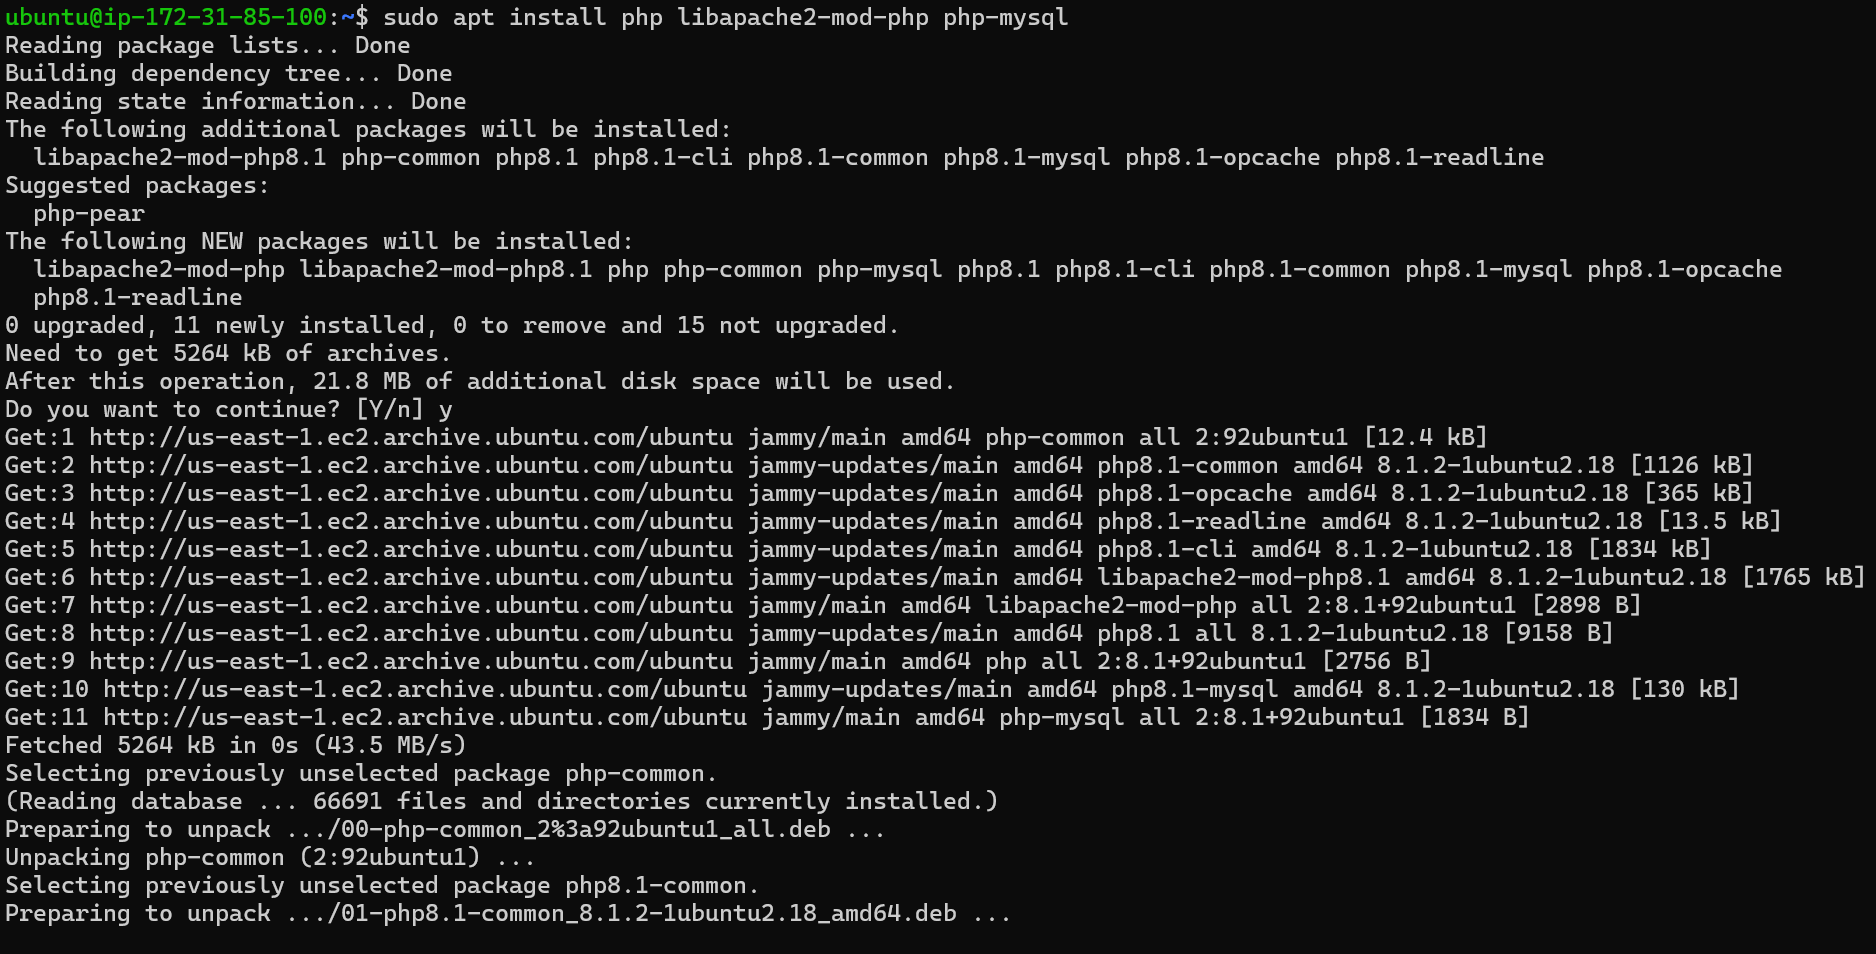 ubuntu@ip-172-31-85-100:~$ sudo apt install php libapache2-mod-php php-mysql
Reading package lists... Done
Building dependency tree... Done
Reading state information... Done
The following additional packages will be installed:
  libapache2-mod-php8.1 php-common php8.1 php8.1-cli php8.1-common php8.1-mysql php8.1-opcache php8.1-readline
Suggested packages:
  php-pear
The following NEW packages will be installed:
  libapache2-mod-php libapache2-mod-php8.1 php php-common php-mysql php8.1 php8.1-cli php8.1-common php8.1-mysql php8.1-opcache
  php8.1-readline
0 upgraded, 11 newly installed, 0 to remove and 15 not upgraded.
Need to get 5264 kB of archives.
After this operation, 21.8 MB of additional disk space will be used.
Do you want to continue? [Y/n] y
Get:1 http://us-east-1.ec2.archive.ubuntu.com/ubuntu jammy/main amd64 php-common all 2:92ubuntu1 [12.4 kB]
Get:2 http://us-east-1.ec2.archive.ubuntu.com/ubuntu jammy-updates/main amd64 php8.1-common amd64 8.1.2-1ubuntu2.18 [1126 kB]
Get:3 http://us-east-1.ec2.archive.ubuntu.com/ubuntu jammy-updates/main amd64 php8.1-opcache amd64 8.1.2-1ubuntu2.18 [365 kB]
Get:4 http://us-east-1.ec2.archive.ubuntu.com/ubuntu jammy-updates/main amd64 php8.1-readline amd64 8.1.2-1ubuntu2.18 [13.5 kB]
Get:5 http://us-east-1.ec2.archive.ubuntu.com/ubuntu jammy-updates/main amd64 php8.1-cli amd64 8.1.2-1ubuntu2.18 [1834 kB]
Get:6 http://us-east-1.ec2.archive.ubuntu.com/ubuntu jammy-updates/main amd64 libapache2-mod-php8.1 amd64 8.1.2-1ubuntu2.18 [1765 kB]
Get:7 http://us-east-1.ec2.archive.ubuntu.com/ubuntu jammy/main amd64 libapache2-mod-php all 2:8.1+92ubuntu1 [2898 B]
Get:8 http://us-east-1.ec2.archive.ubuntu.com/ubuntu jammy-updates/main amd64 php8.1 all 8.1.2-1ubuntu2.18 [9158 B]
Get:9 http://us-east-1.ec2.archive.ubuntu.com/ubuntu jammy/main amd64 php all 2:8.1+92ubuntu1 [2756 B]
Get:10 http://us-east-1.ec2.archive.ubuntu.com/ubuntu jammy-updates/main amd64 php8.1-mysql amd64 8.1.2-1ubuntu2.18 [130 kB]
Get:11 http://us-east-1.ec2.archive.ubuntu.com/ubuntu jammy/main amd64 php-mysql all 2:8.1+92ubuntu1 [1834 B]
Fetched 5264 kB in 0s (43.5 MB/s)
Selecting previously unselected package php-common.
(Reading database ... 66691 files and directories currently installed.)
Preparing to unpack .../00-php-common_2%3a92ubuntu1_all.deb ...
Unpacking php-common (2:92ubuntu1) ...
Selecting previously unselected package php8.1-common.
Preparing to unpack .../01-php8.1-common_8.1.2-1ubuntu2.18_amd64.deb ...